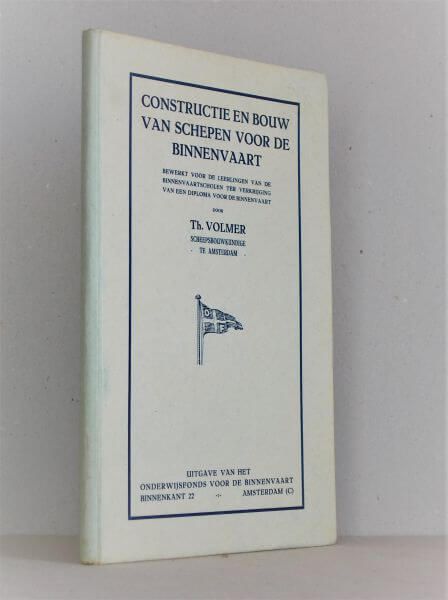 CONSTRUCTIE EN BOUW
VAN SCHEPEN VOOR DE
BINNENVAART
BEWERKT VOOR DE LEERLINGEN VAN DE
BINNENVAARTSCHOLEN TER VERKRIJGING
VAN EEN DIPLOMA VOOR DE BINNENVAART
DOOR
TH. VOLMER
SCHEEPSBOUWKUNDIGE
- TE AMSTERDAM -
UITGAVE VAN HET
ONDERWIJSFONDS VOOR DE BINNENVAART
BINNENKANT 22 -:- AMSTERDAM (C)